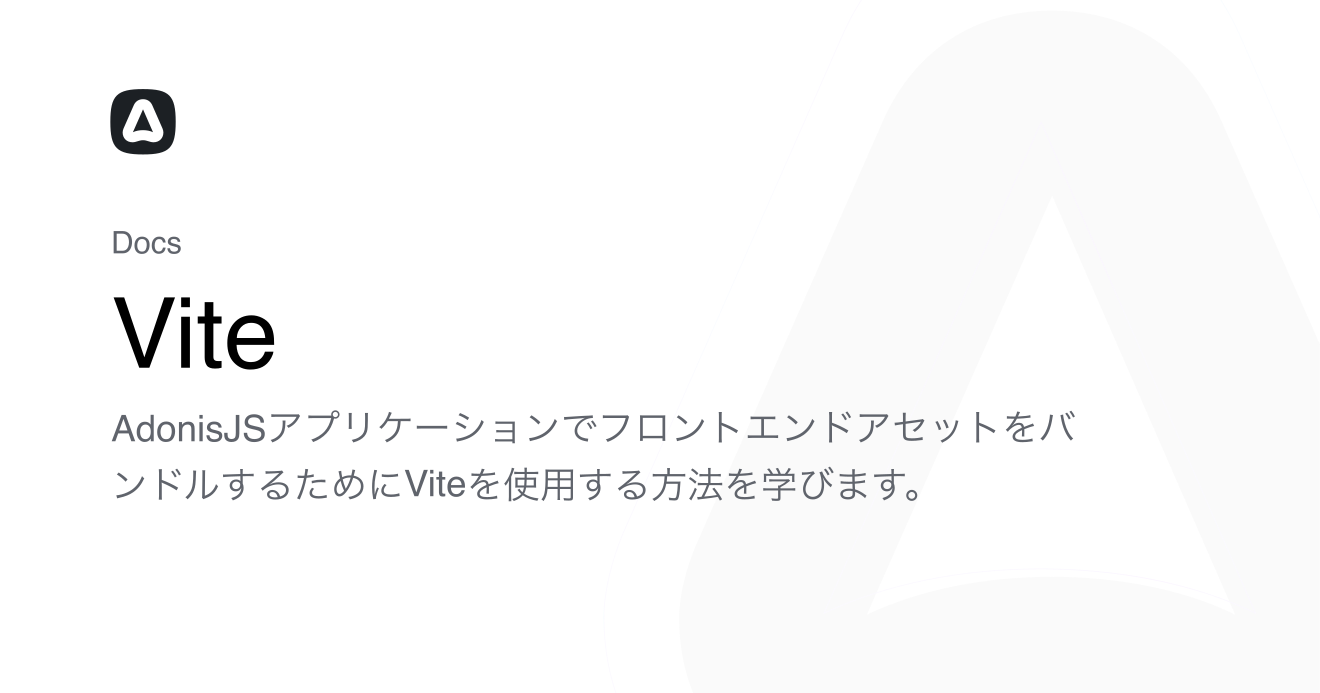 Docs
Vite
AdonisJSアプリケーションでフロントエンドアセットをバ
ンドルするためにViteを使用する方法を学びます。